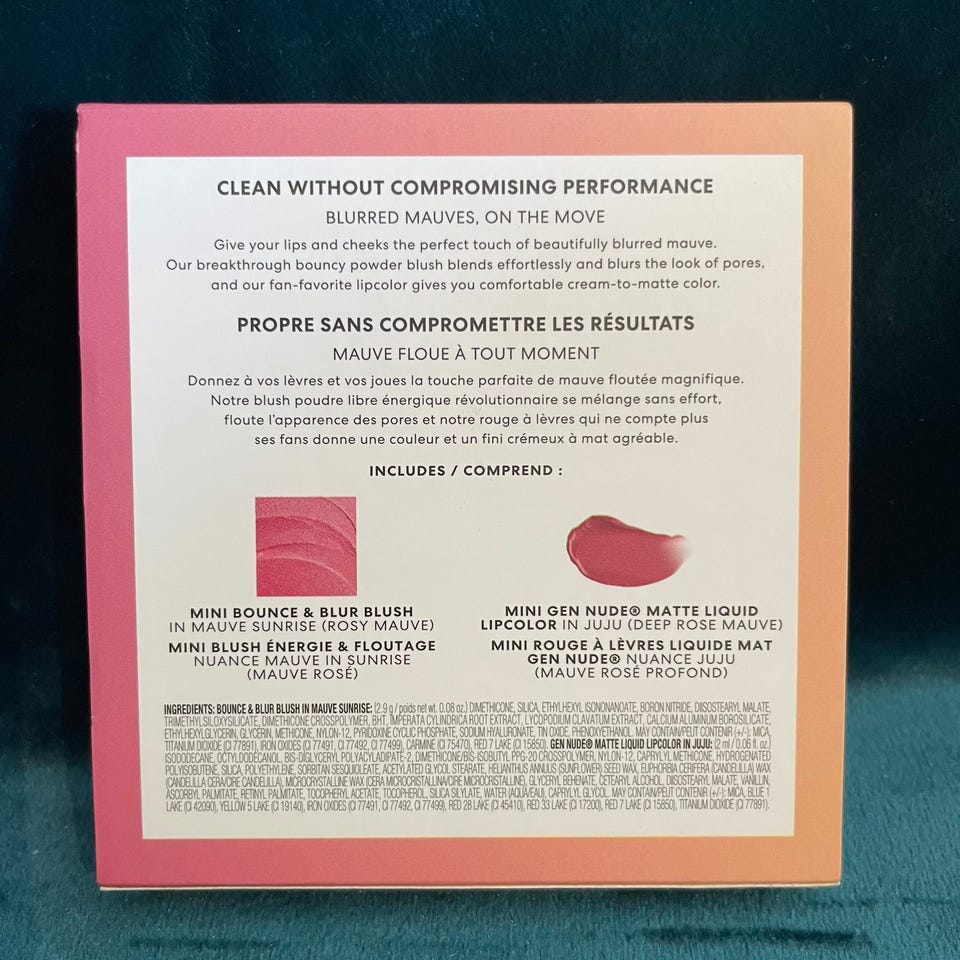 CLEAN WITHOUT COMPROMISING PERFORMANCE
BLURRED MAUVES, ON THE MOVE
Give your lips and cheeks the perfect touch of beautifully blurred mauve.
Our breakthrough bouncy powder blush blends effortlessly and blurs the look of pores,
and our fan-favorite lipcolor gives you comfortable cream-to-matte color.
PROPRE SANS COMPROMETTRE LES RÉSULTATS
MAUVE FLOUE À TOUT MOMENT
Donnez à vos lèvres et vos joues la touche parfaite de mauve floutée magnifique.
Notre blush poudre libre énergique révolutionnaire se mélange sans effort,
floute l'apparence des pores et notre rouge à lèvres qui ne compte plus
ses fans donne une couleur et un fini crémeux à mat agréable.
INCLUDES / COMPREND :
MINI BOUNCE & BLUR BLUSH
IN MAUVE SUNRISE (ROSY MAUVE)
MINI BLUSH ÉNERGIE & FLOUTAGE
NUANCE MAUVE IN SUNRISE
(MAUVE ROSÉ)
MINI GEN NUDE® MATTE LIQUID
LIPCOLOR IN JUJU (DEEP ROSE MAUVE)
MINI ROUGE À LÈVRES LIQUIDE MAT
GEN NUDE® NUANCE JUJU
(MAUVE ROSÉ PROFOND)
INGREDIENTS: BOUNCE & BLUR BLUSH IN MAUVE SUNRISE: (2.9 g / poids net wt. 0.08 oz.) DIMETHICONE, SILICA, ETHYLHEXYL ISONONANOATE, BORON NITRIDE, DIISOSTEARYL MALATE,
TRIMETHYLSILOXYSILICATE, DIMETHICONE CROSSPOLYMER, BHT, IMPERATA CYLINDRICA ROOT EXTRACT, LYCOPODIUM CLAVATUM EXTRACT, CALCIUM ALUMINUM BOROSILICATE,
ETHYLHEXYLGLYCERIN, GLYCERIN, METHICONE, NYLON-12, PYRIDOXINE CYCLIC PHOSPHATE, SODIUM HYALURONATE, TIN OXIDE, PHENOXYETHANOL. MAY CONTAIN/PEUT CONTENIR (+/-): MICA,
TITANIUM DIOXIDE (CI 77891), IRON OXIDES (CI 77491, CI 77492, CI 77499), CARMINE (CI 75470), RED 7 LAKE (CI 15850). GEN NUDE® MATTE LIQUID LIPCOLOR IN JUJU: (2 ml / 0.06 fl. oz.)
ISODODECANE, OCTYLDODECANOL, BIS-DIGLYCERYL POLYACYLADIPATE-2, DIMETHICONE/BIS-ISOBUTYL PPG-20 CROSSPOLYMER, NYLON-12, CAPRYLYL METHICONE, HYDROGENATED
POLYISOBUTENE, SILICA, POLYETHYLENE, SORBITAN SESQUIOLEATE, ACETYLATED GLYCOL STEARATE, HELIANTHUS ANNUUS (SUNFLOWER) SEED WAX, EUPHORBIA CERIFERA (CANDELILLA) WAX
(CANDELILLA CERA/CIRE CANDELILLA), MICROCRYSTALLINE WAX (CERA MICROCRISTALLINA/CIRE MICROCRISTALLINE), GLYCERYL BEHENATE, CETEARYL ALCOHOL, DIISOSTEARYL MALATE, VANILLIN,
ASCORBYL PALMITATE, RETINYL PALMITATE, TOCOPHERYL ACETATE, TOCOPHEROL, SILICA SILYLATE, WATER (AQUA/EAU), CAPRYLYL GLYCOL. MAY CONTAIN/PEUT CONTENIR (+/-): MICA, BLUE 1
LAKE (CI 42090), YELLOW 5 LAKE (CI 19140), IRON OXIDES (CI 77491, CI 77492, CI 77499), RED 28 LAKE (CI 45410), RED 33 LAKE (CI 17200), RED 7 LAKE (CI 15850), TITANIUM DIOXIDE (CI 77891).